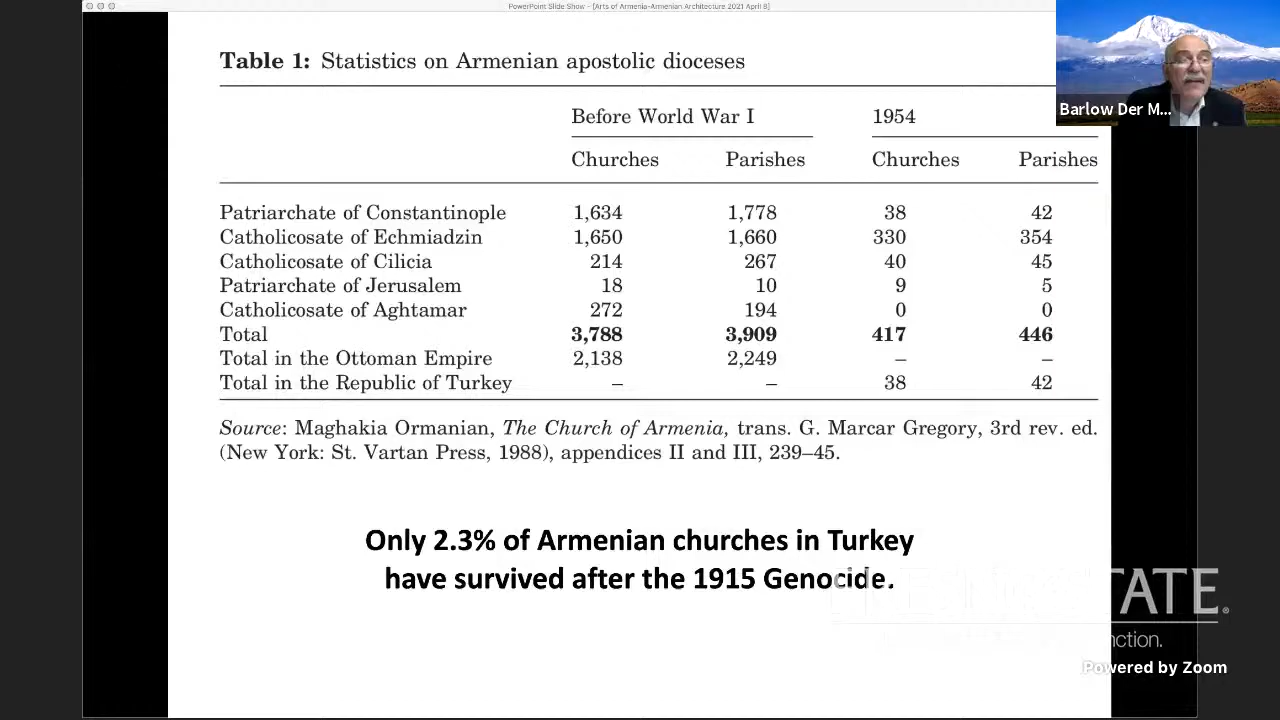 PowerPoint Slide Show - [Arts of Armenia-Armenian Architecture 2021 April 8]
Barlow Der M...
Table 1: Statistics on Armenian apostolic dioceses
Before World War I 1954
Churches Parishes Churches Parishes
Patriarchate of Constantinople 1,634 1,778 38 42
Catholicosate of Echmiadzin 1,650 1,660 330 354
Catholicosate of Cilicia 214 267 40 45
Patriarchate of Jerusalem 18 10 9 5
Catholicosate of Aghtamar 272 194 0 0
Total 3,788 3,909 417 446
Total in the Ottoman Empire 2,138 2,249 – –
Total in the Republic of Turkey – – 38 42
Source: Maghakia Ormanian, The Church of Armenia, trans. G. Marcar Gregory, 3rd rev. ed.
(New York: St. Vartan Press, 1988), appendices II and III, 239–45.
Only 2.3% of Armenian churches in Turkey
have survived after the 1915 Genocide.
STATE.
Powered by Zoom